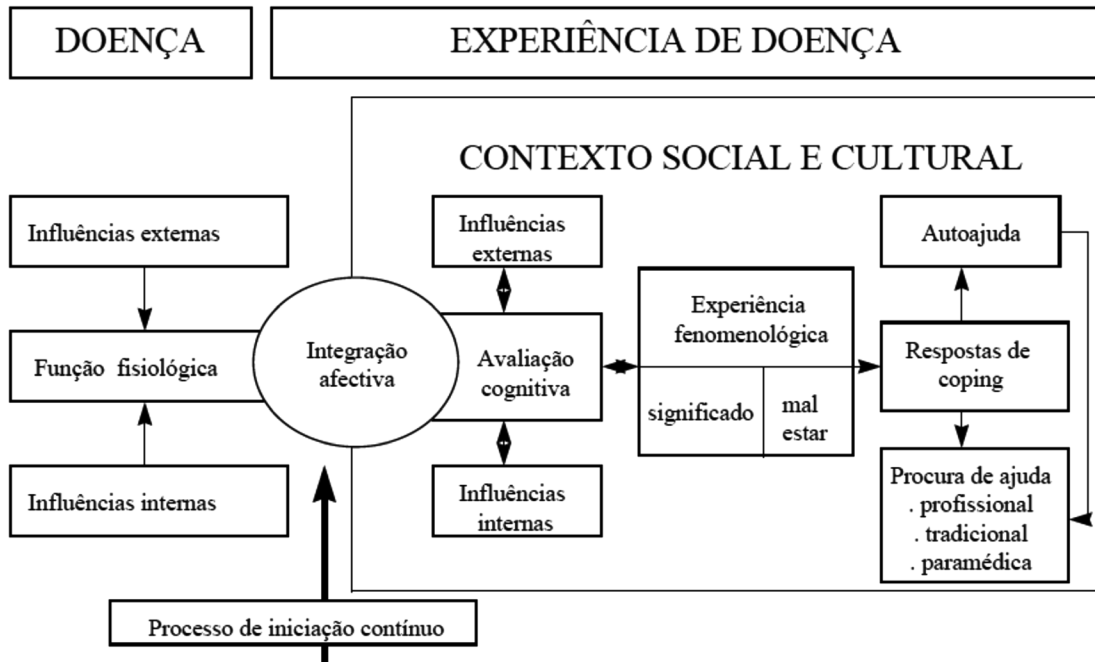 DOENÇA
EXPERIÊNCIA DE DOENÇA
CONTEXTO SOCIAL E CULTURAL
Influências externas
Função fisiológica
Influências internas
Integração
afectiva
Influências
externas
Avaliação
cognitiva
Influências
internas
Experiência
fenomenológica
significado
mal
estar
Autoajuda
Respostas de
coping
Procura de ajuda
. profissional
. tradicional
. paramédica
Processo de iniciação contínuo